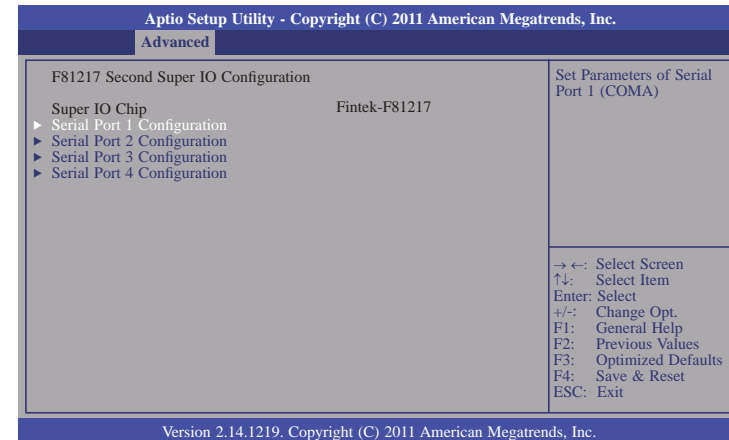 Aptio Setup Utility - Copyright (C) 2011 American Megatrends, Inc.
Advanced
F81217 Second Super IO Configuration
Super IO Chip Fintek-F81217
► Serial Port 1 Configuration
► Serial Port 2 Configuration
► Serial Port 3 Configuration
► Serial Port 4 Configuration
Set Parameters of Serial
Port 1 (COMA)
→ ←: Select Screen
↑↓: Select Item
Enter: Select
+/-: Change Opt.
F1: General Help
F2: Previous Values
F3: Optimized Defaults
F4: Save & Reset
ESC: Exit
Version 2.14.1219. Copyright (C) 2011 American Megatrends, Inc.